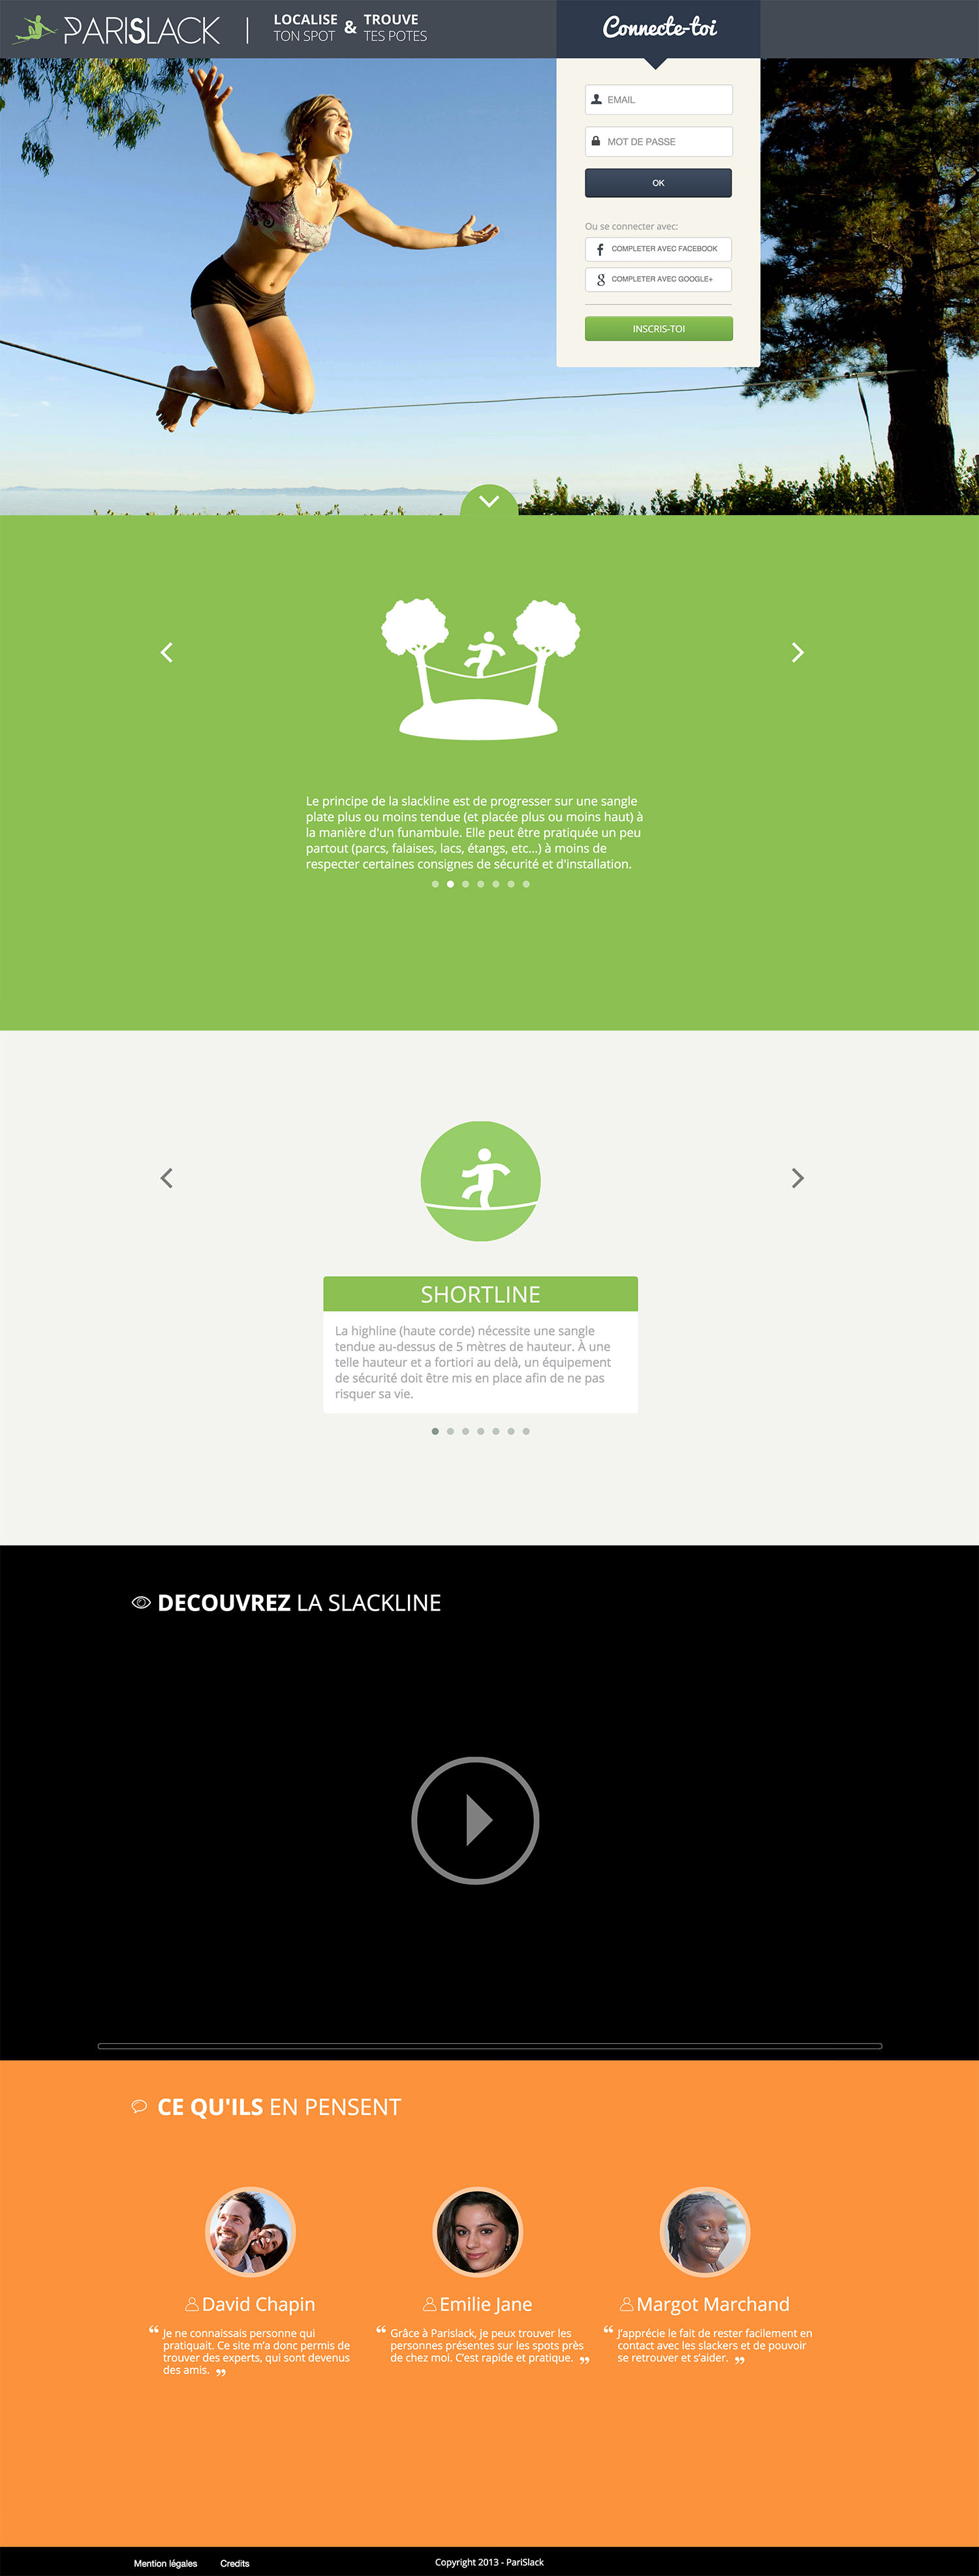 PARISLACK
LOCALISE & TROUVE
TON SPOT TES POTES
Connecte-toi
EMAIL
MOT DE PASSE
OK
Ou se connecter avec:
COMPLETER AVEC FACEBOOK
COMPLETER AVEC GOOGLE+
INSCRIS-TOI
Le principe de la slackline est de progresser sur une sangle
plate plus ou moins tendue (et placée plus ou moins haut) à
la manière d'un funambule. Elle peut être pratiquée un peu
partout (parcs, falaises, lacs, étangs, etc...) à moins de
respecter certaines consignes de sécurité et d'installation.
SHORTLINE
La highline (haute corde) nécessite une sangle
tendue au-dessus de 5 mètres de hauteur. À une
telle hauteur et a fortiori au delà, un équipement
de sécurité doit être mis en place afin de ne pas
risquer sa vie.
DECOUVREZ LA SLACKLINE
CE QU'ILS EN PENSENT
David Chapin
“ Je ne connaissais personne qui
pratiquait. Ce site m’a donc permis de
trouver des experts, qui sont devenus
des amis. ”
Emilie Jane
“ Grâce à Parislack, je peux trouver les
personnes présentes sur les spots près
de chez moi. C’est rapide et pratique. ”
Margot Marchand
“ J’apprécie le fait de rester facilement en
contact avec les slackers et de pouvoir
se retrouver et s’aider. ”
Mention légales Credits Copyright 2013 - PariSlack